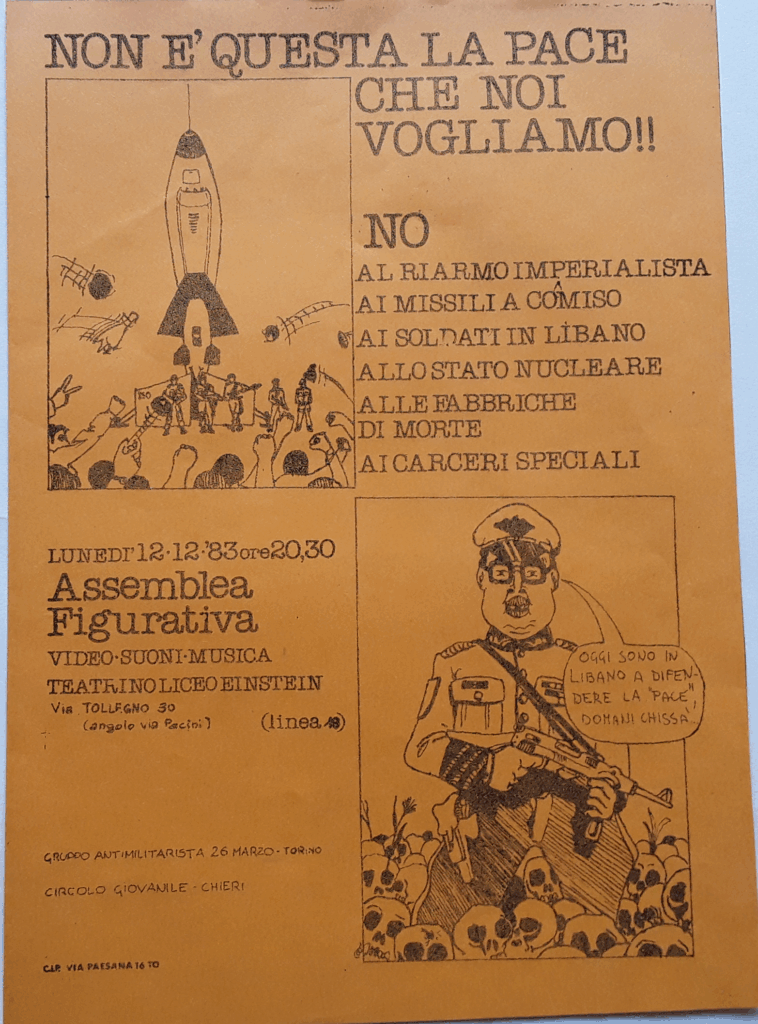 NON E' QUESTA LA PACE
CHE NOI
VOGLIAMO!!
NO
AL RIARMO IMPERIALISTA
AI MISSILI A COMISO
AI SOLDATI IN LIBANO
ALLO STATO NUCLEARE
ALLE FABBRICHE
DI MORTE
AI CARCERI SPECIALI
LUNEDI' 12·12·'83 ore 20,30
Assemblea
Figurativa
VIDEO·SUONI·MUSICA
TEATRINO LICEO EINSTEIN
Via TOLLEGNO 30
(angolo via Pacini)
(linea 18)
OGGI SONO IN
LIBANO A DIFEN-
DERE LA "PACE",
DOMANI CHISSÀ
GRUPPO ANTIMILITARISTA 26 MARZO - TORINO
CIRCOLO GIOVANILE - CHIERI
C.I.P. VIA PAESANA 16 TO